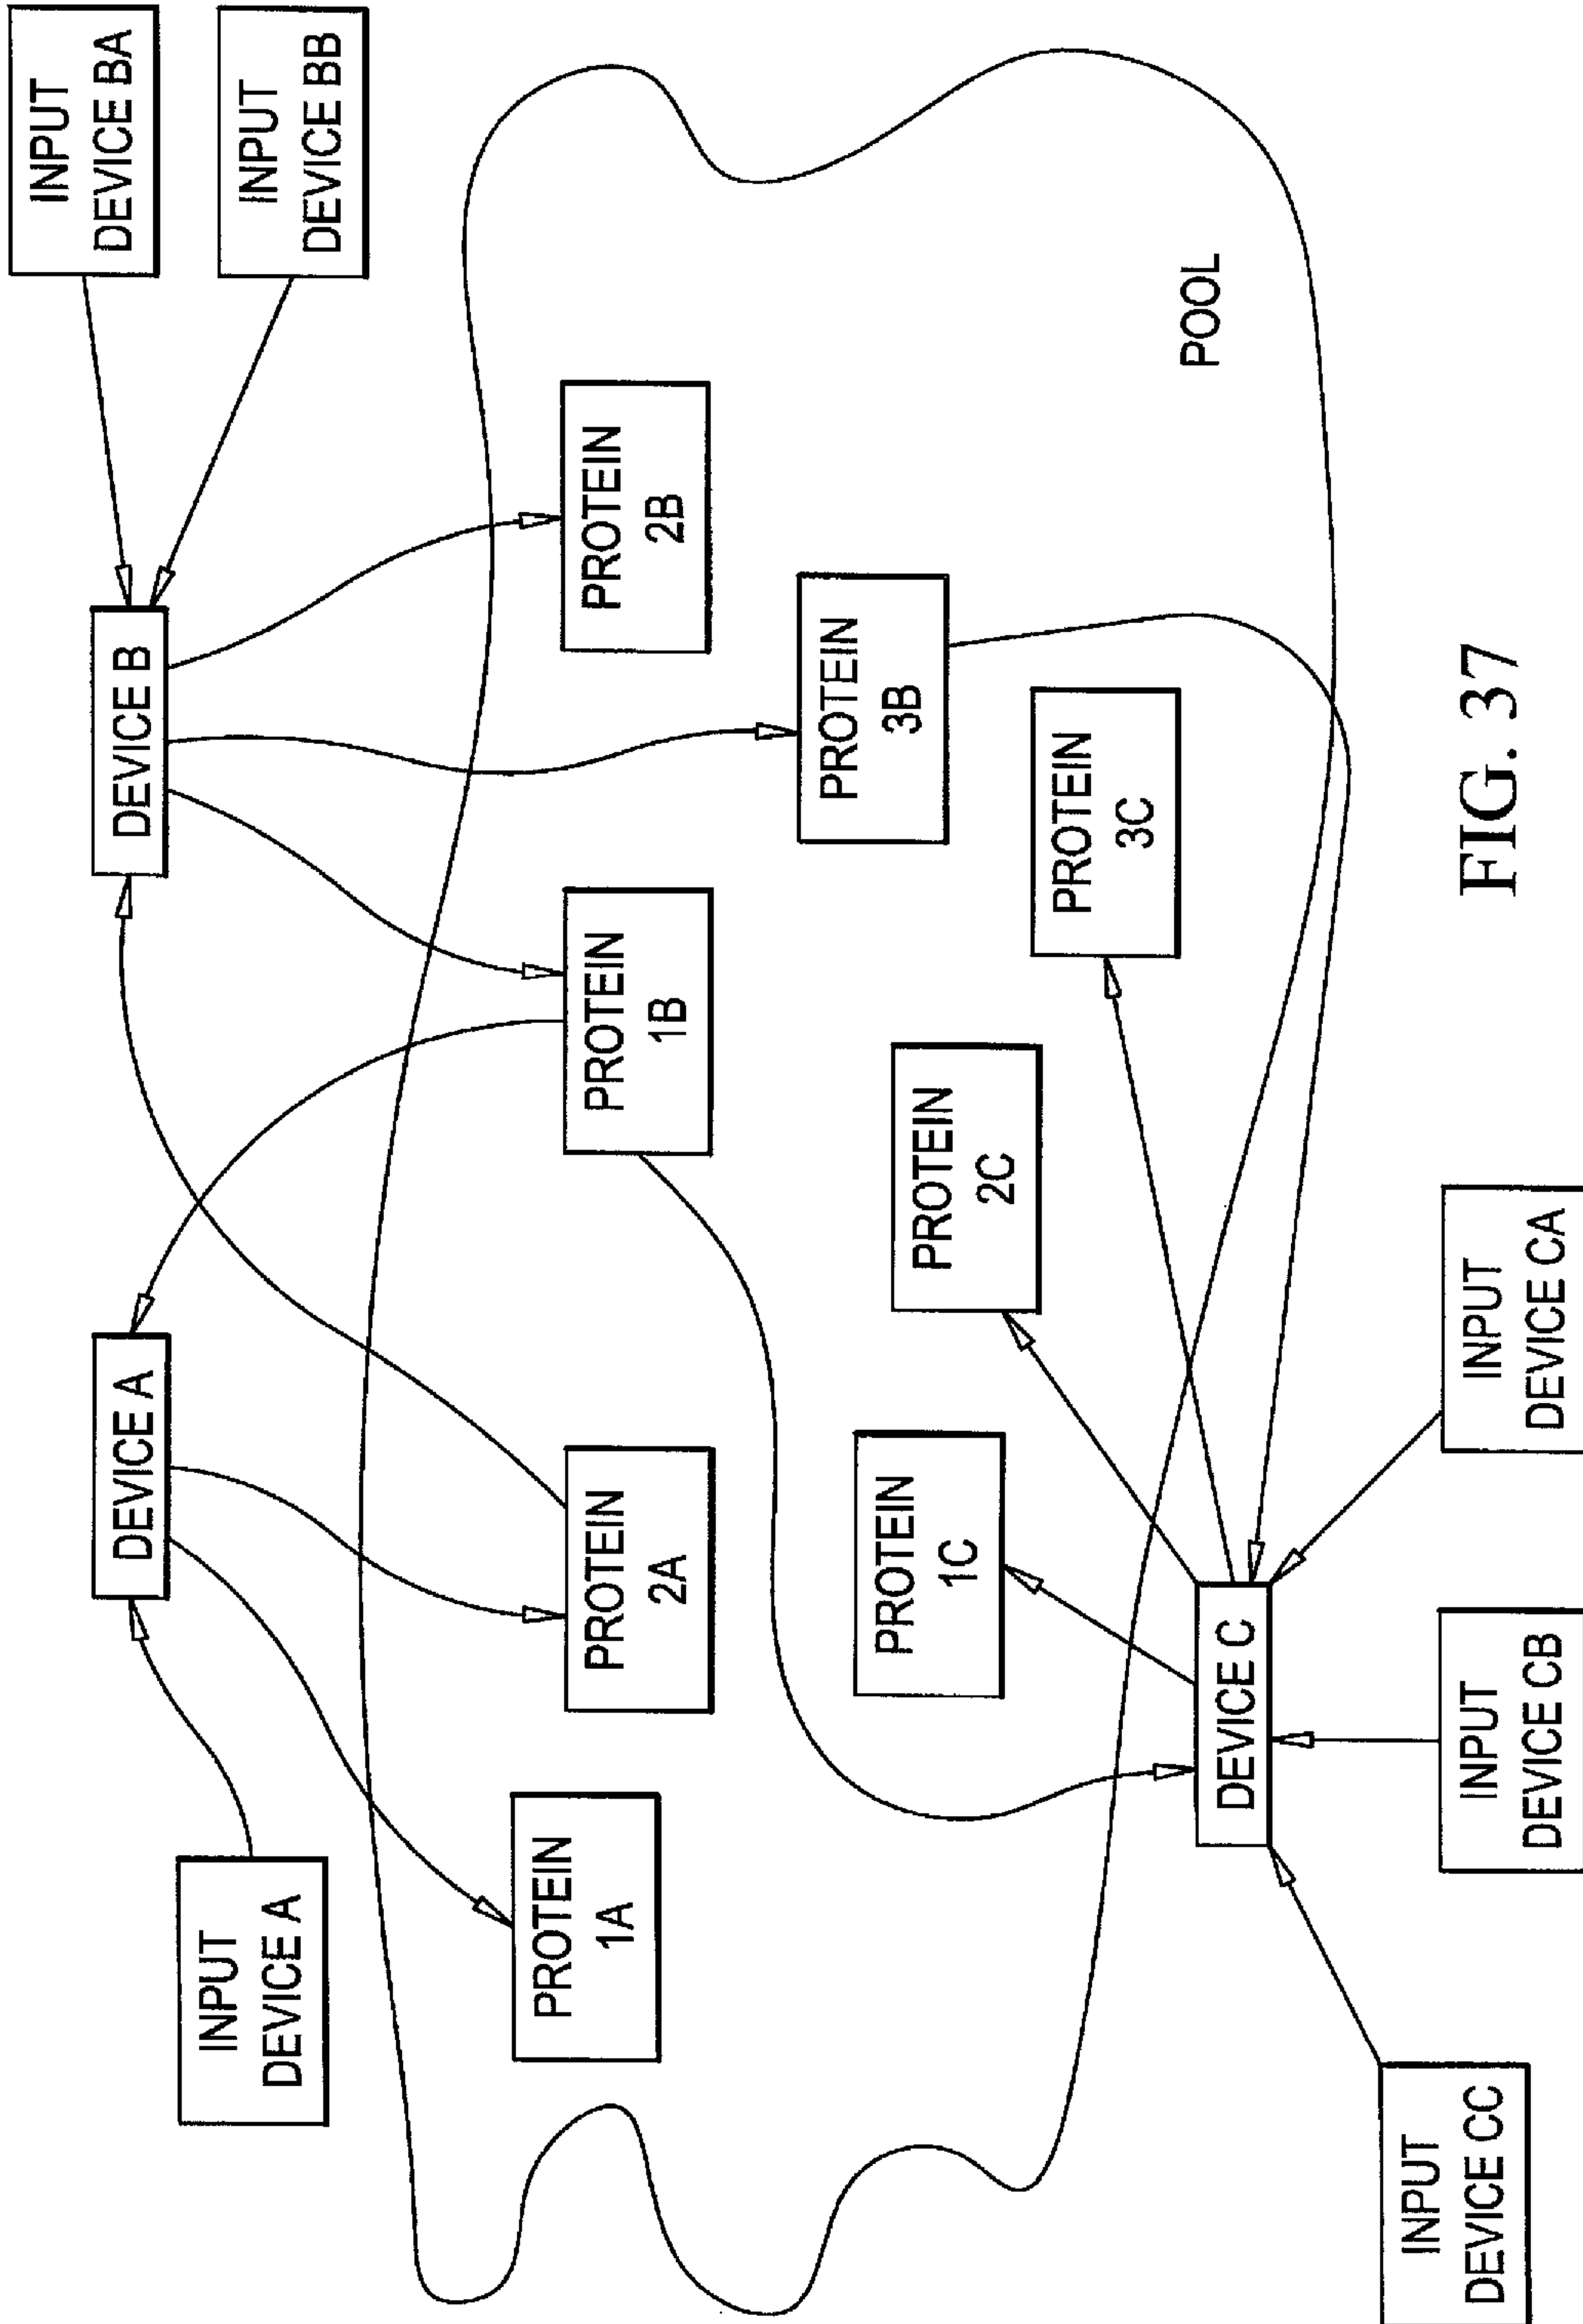 INPUT
DEVICE A
DEVICE A
DEVICE B
INPUT
DEVICE BA
INPUT
DEVICE BB
PROTEIN
1A
PROTEIN
2A
PROTEIN
1B
PROTEIN
2B
PROTEIN
3B
PROTEIN
1C
PROTEIN
2C
PROTEIN
3C
POOL
DEVICE C
INPUT
DEVICE CC
INPUT
DEVICE CB
INPUT
DEVICE CA
FIG. 37